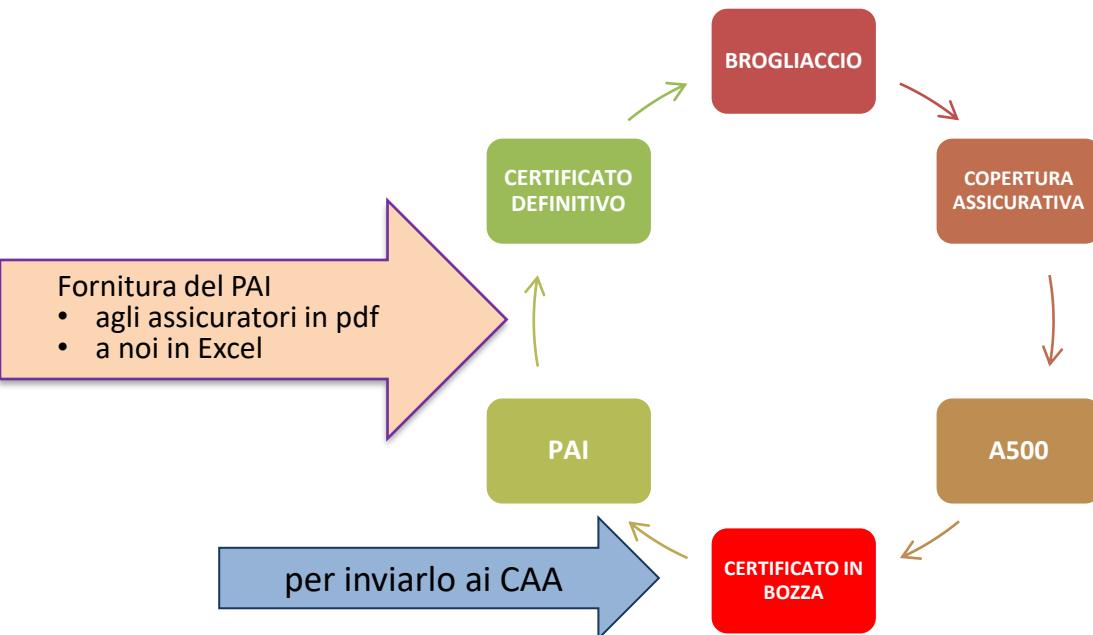 BROGLIACCIO
CERTIFICATO
DEFINITIVO
COPERTURA
ASSICURATIVA
Fornitura del PAI
• agli assicuratori in pdf
• a noi in Excel
PAI
A500
per inviarlo ai CAA
CERTIFICATO IN
BOZZA